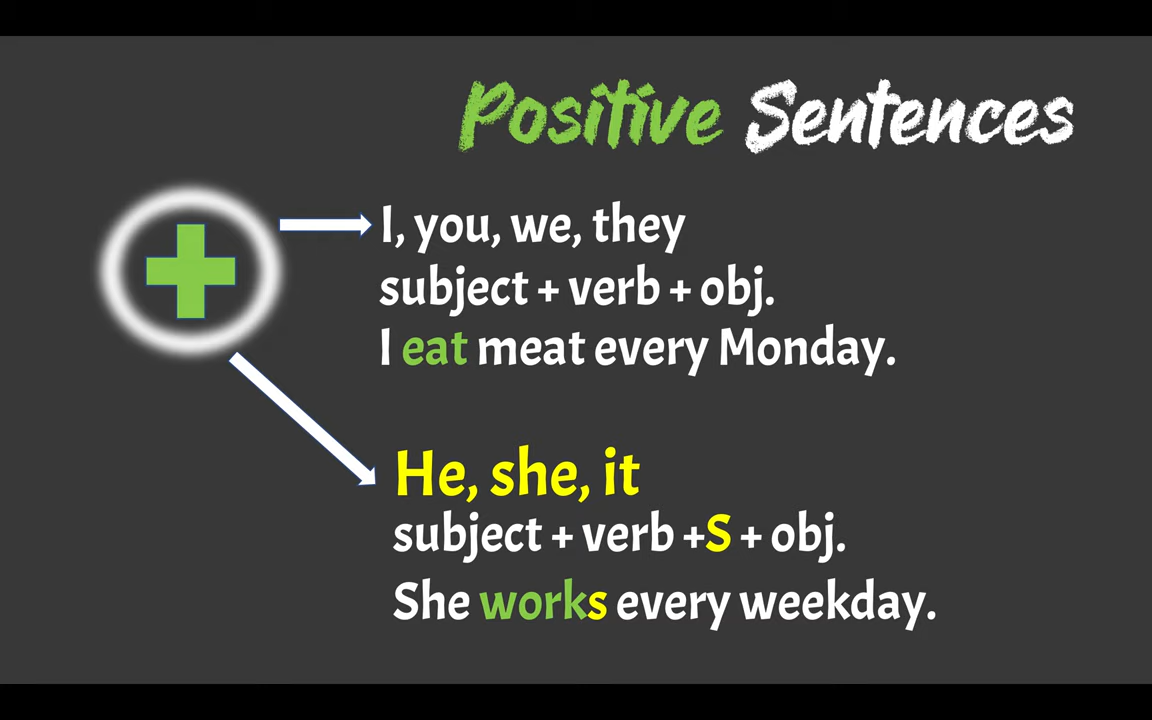 Positive Sentences
I, you, we, they
subject + verb + obj.
I eat meat every Monday.
He, she, it
subject + verb +S + obj.
She works every weekday.